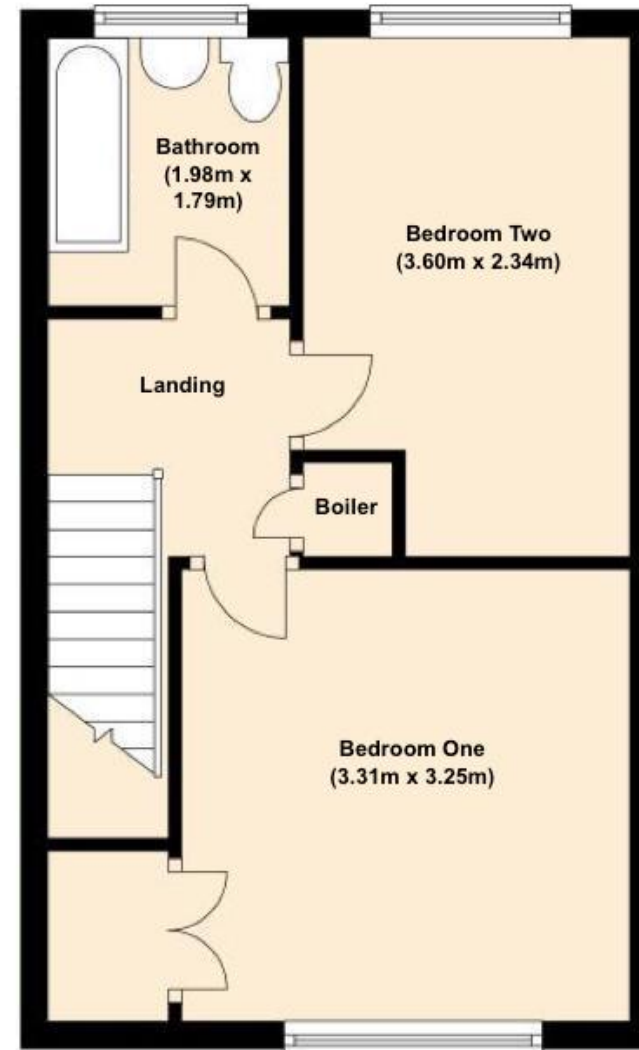 Bathroom
(1.98m x
1.79m)
Bedroom Two
(3.60m x 2.34m)
Landing
Boiler
Bedroom One
(3.31m x 3.25m)